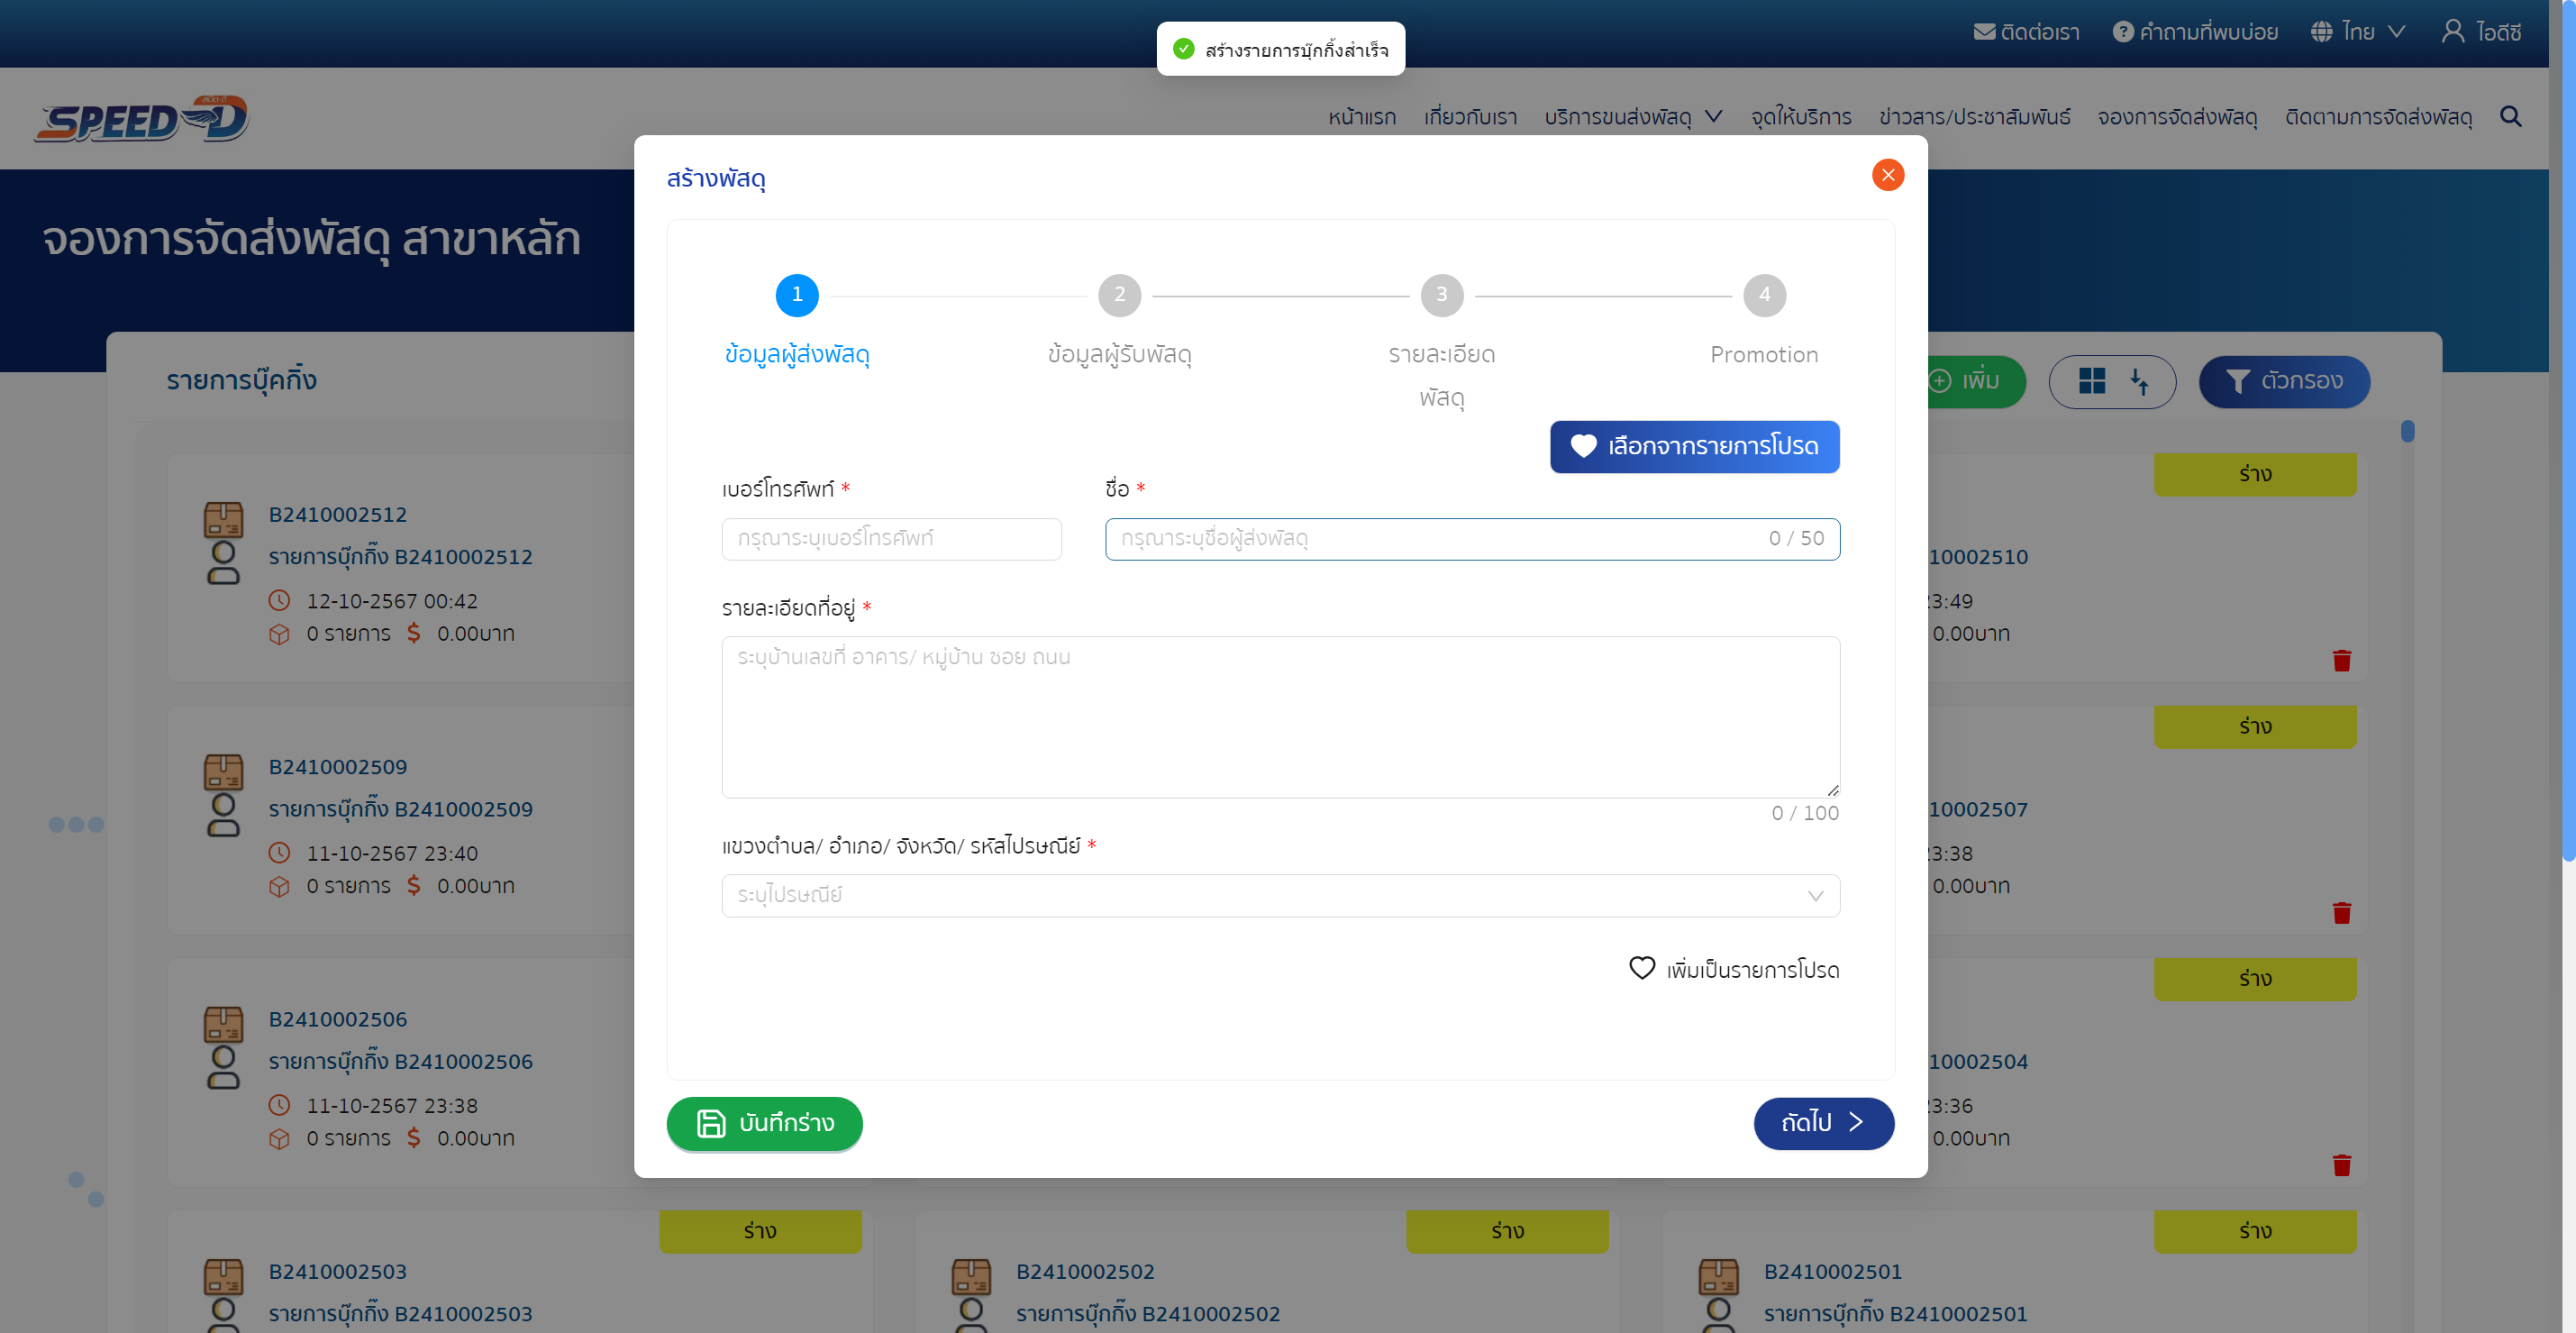 ติดต่อเรา คำถามที่พบบ่อย ไทย ไอดีซี
สร้างรายการบุ๊กกิ้งสำเร็จ
สปีด-ดี
SPEED-D
หน้าแรก เกี่ยวกับเรา บริการขนส่งพัสดุ จุดให้บริการ ข่าวสาร/ประชาสัมพันธ์ จองการจัดส่งพัสดุ ติดตามการจัดส่งพัสดุ
จองการจัดส่งพัสดุ สาขาหลัก
สร้างพัสดุ
1 2 3 4
ข้อมูลผู้ส่งพัสดุ ข้อมูลผู้รับพัสดุ รายละเอียด Promotion
พัสดุ
รายการบุ๊คกิ้ง
เพิ่ม ตัวกรอง
เลือกจากรายการโปรด
เบอร์โทรศัพท์ * ชื่อ *
กรุณาระบุเบอร์โทรศัพท์ กรุณาระบุชื่อผู้ส่งพัสดุ 0 / 50
รายละเอียดที่อยู่ *
ระบุบ้านเลขที่ อาคาร/ หมู่บ้าน ซอย ถนน
0 / 100
แขวงตำบล/ อำเภอ/ จังหวัด/ รหัสไปรษณีย์ *
ระบุไปรษณีย์
เพิ่มเป็นรายการโปรด
บันทึกร่าง ถัดไป
B2410002512
รายการบุ๊กกิ๊ง B2410002512
12-10-2567 00:42
0 รายการ $ 0.00บาท
ร่าง
10002510
23:49
0.00บาท
B2410002509
รายการบุ๊กกิ๊ง B2410002509
11-10-2567 23:40
0 รายการ $ 0.00บาท
ร่าง
10002507
23:38
0.00บาท
B2410002506
รายการบุ๊กกิ๊ง B2410002506
11-10-2567 23:38
0 รายการ $ 0.00บาท
ร่าง
10002504
23:36
0.00บาท
ร่าง
B2410002503
รายการบุ๊กกิ๊ง B2410002503
ร่าง
B2410002502
รายการบุ๊กกิ๊ง B2410002502
ร่าง
B2410002501
รายการบุ๊กกิ๊ง B2410002501